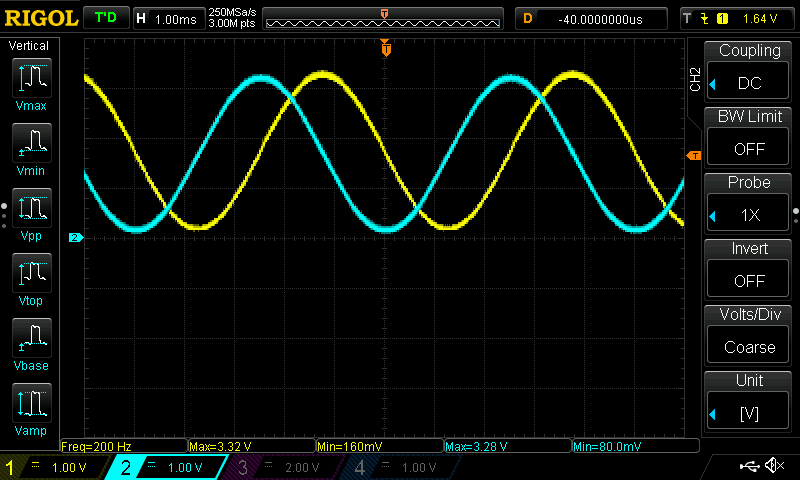 RIGOL T'D H 1.00ms 250MSa/s 3.00M pts T D -40.0000000us T 1 1.64 V
Vertical
Vmax
Vmin
Vpp
Vtop
Vbase
Vamp
T
T
2
CH2
Coupling
DC
BW Limit
OFF
Probe
1X
Invert
OFF
Volts/Div
Coarse
Unit
[V]
Freq=200 Hz Max=3.32 V Min=160mV Max=3.28 V Min=80.0mV
1 1.00 V 2 1.00 V 3 2.00 V 4 1.00 V